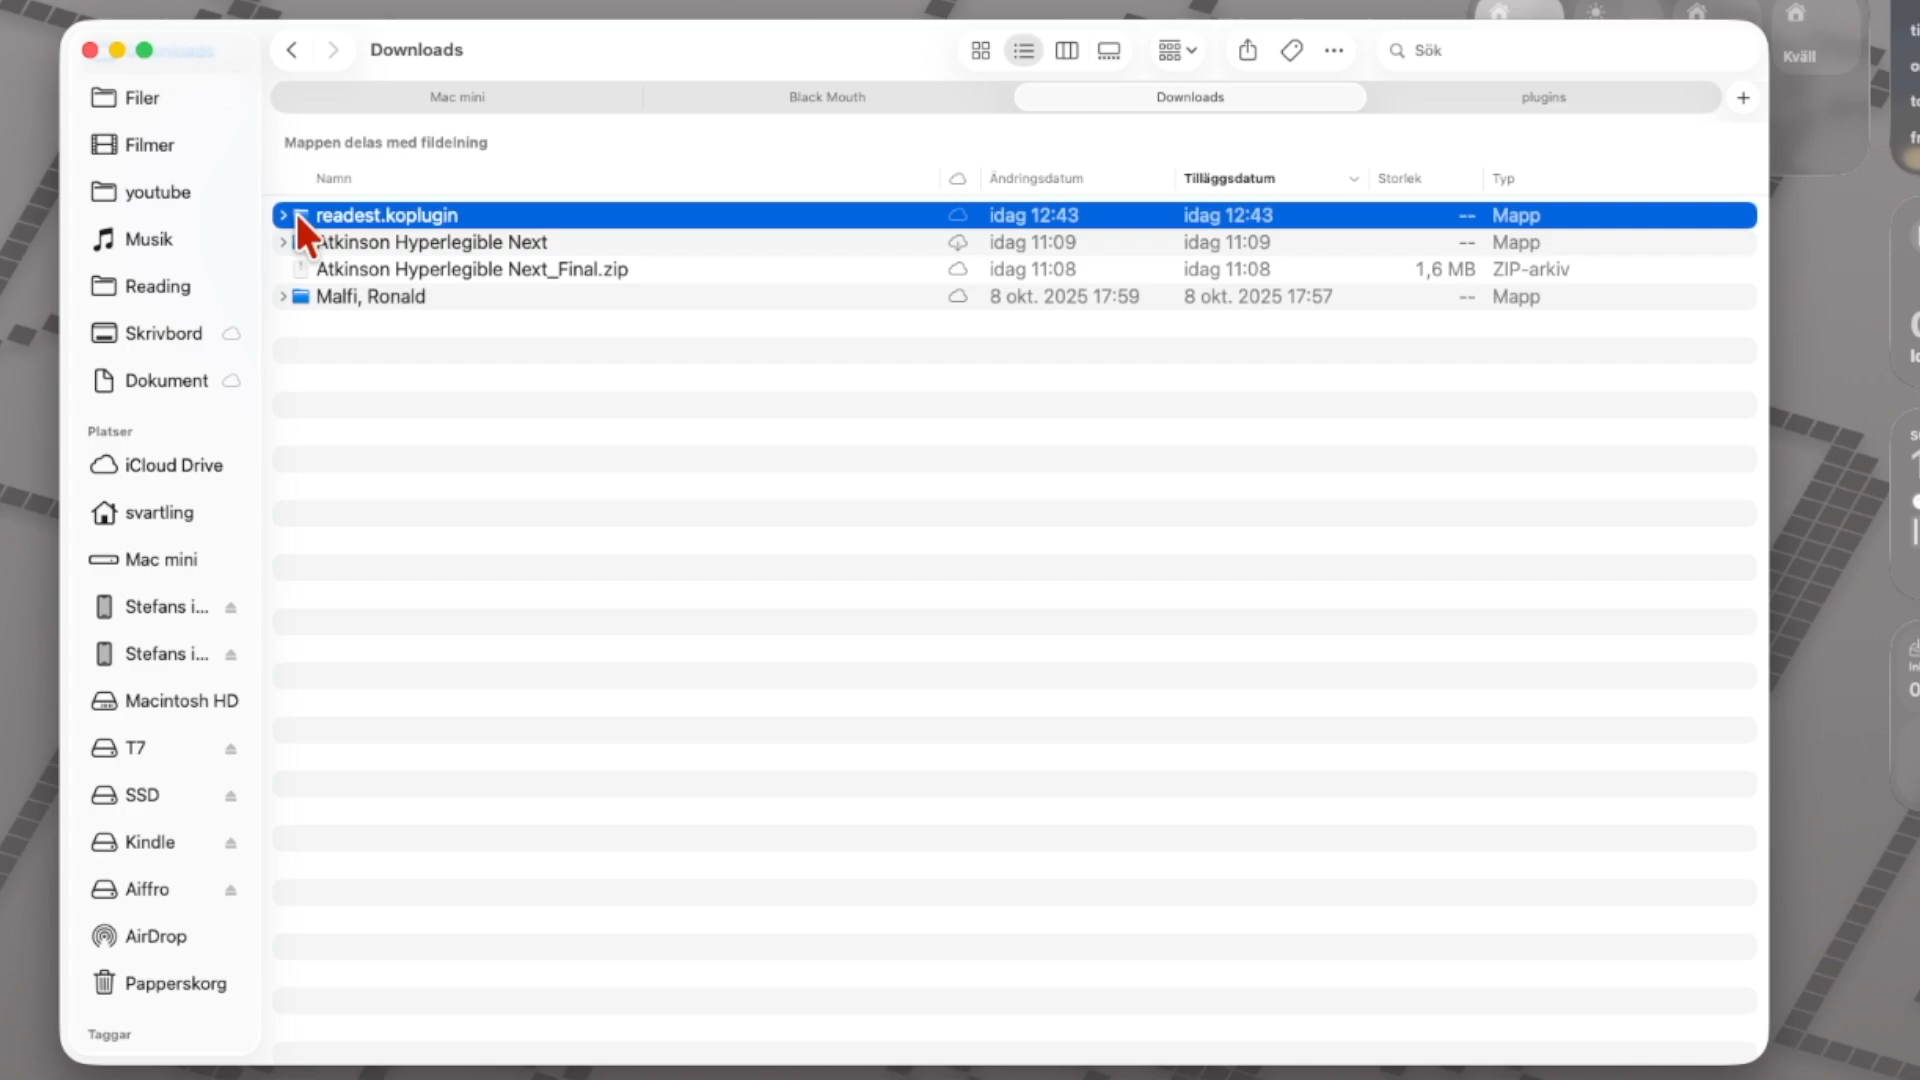 Downloads
Sök
Mac mini
Black Mouth
Downloads
plugins
Mappen delas med fildelning
Namn
Ändringsdatum
Tilläggsdatum
Storlek
Typ
readest.koplugin idag 12:43 idag 12:43 -- Mapp
Atkinson Hyperlegible Next idag 11:09 idag 11:09 -- Mapp
Atkinson Hyperlegible Next_Final.zip idag 11:08 idag 11:08 1,6 MB ZIP-arkiv
Malfi, Ronald 8 okt. 2025 17:59 8 okt. 2025 17:57 -- Mapp
Filer
Filmer
youtube
Musik
Reading
Skrivbord
Dokument
Platser
iCloud Drive
svartling
Mac mini
Stefans i...
Stefans i...
Macintosh HD
T7
SSD
Kindle
Aiffro
AirDrop
Papperskorg
Taggar
Kväll